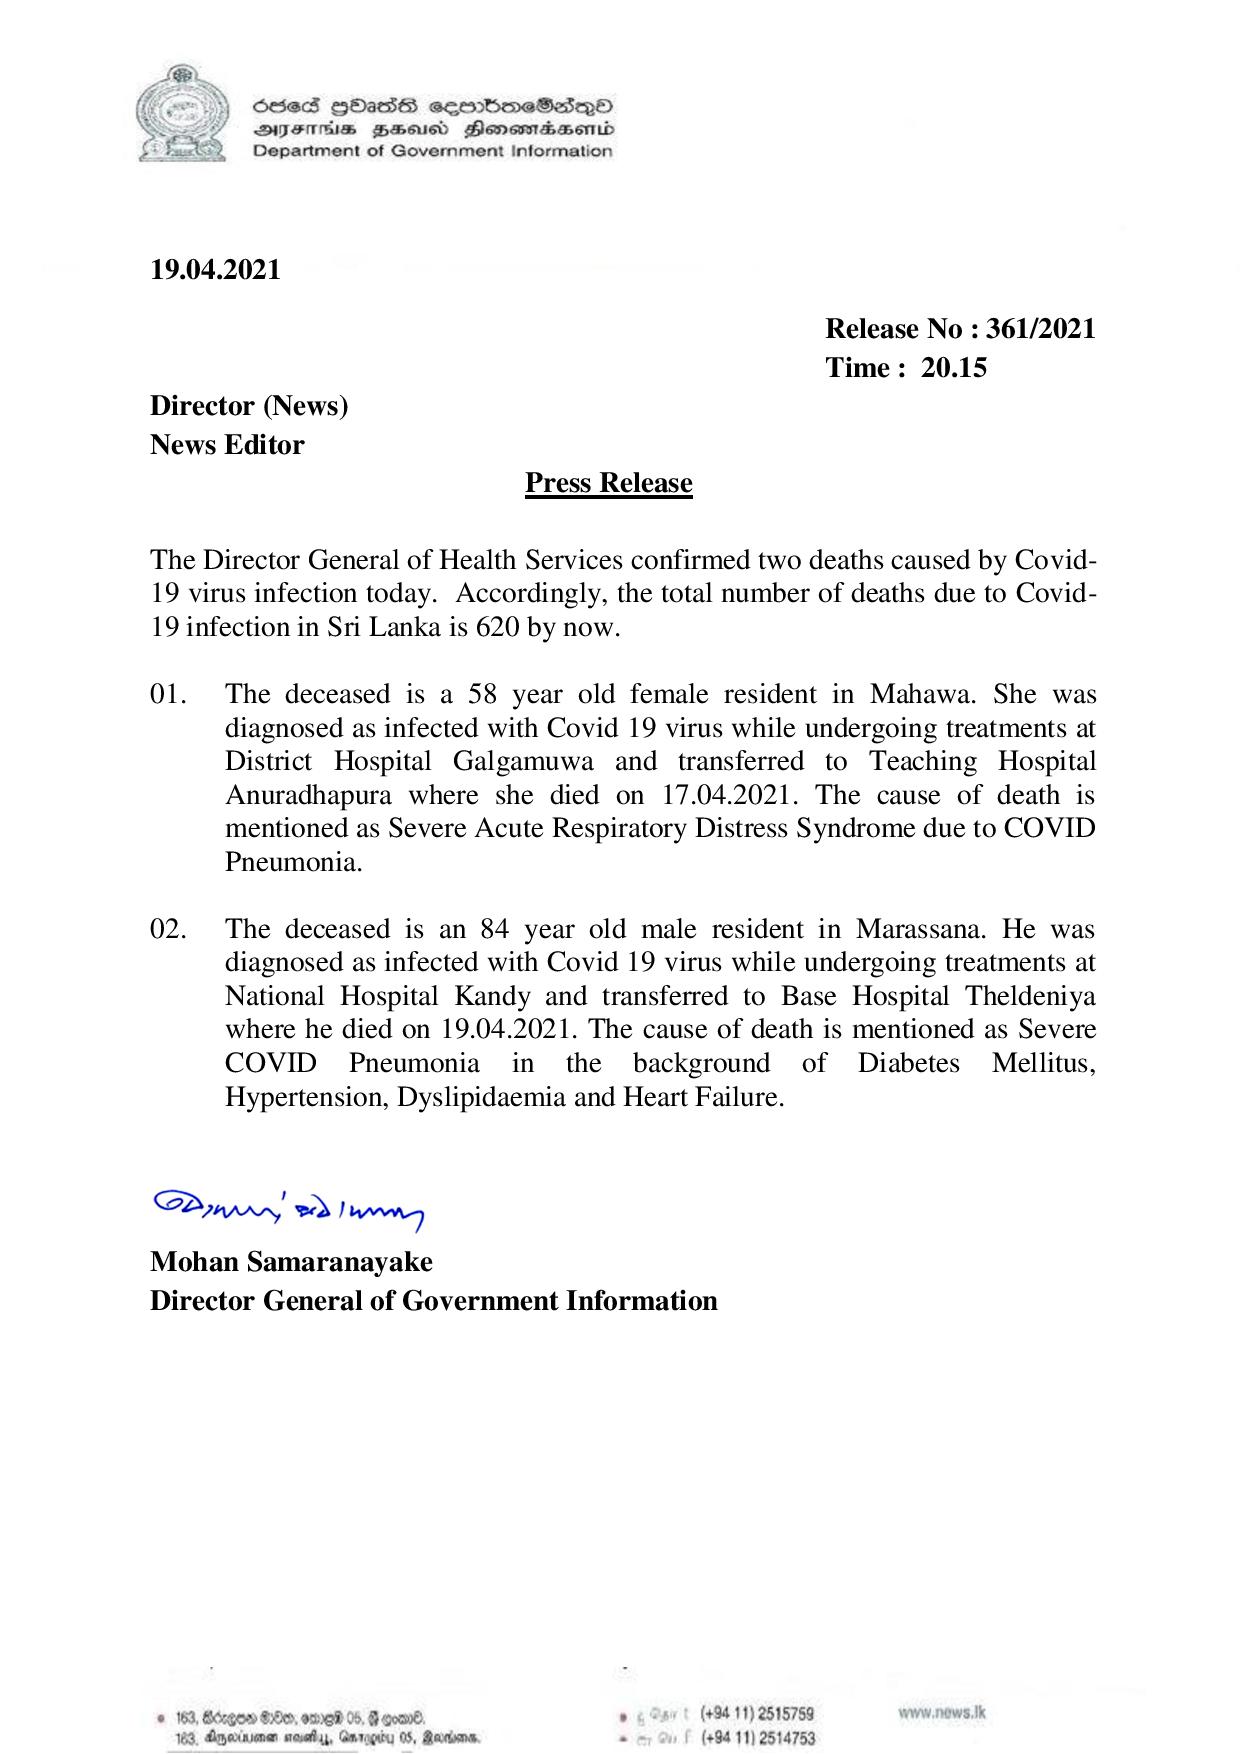 රජයේ ප්‍රවෘත්ති දෙපාර්තමේන්තුව
அரசாங்க தகவல் திணைக்களம்
Department of Government Information
19.04.2021
Release No : 361/2021
Time : 20.15
Director (News)
News Editor
Press Release
The Director General of Health Services confirmed two deaths caused by Covid-
19 virus infection today. Accordingly, the total number of deaths due to Covid-
19 infection in Sri Lanka is 620 by now.
01. The deceased is a 58 year old female resident in Mahawa. She was
diagnosed as infected with Covid 19 virus while undergoing treatments at
District Hospital Galgamuwa and transferred to Teaching Hospital
Anuradhapura where she died on 17.04.2021. The cause of death is
mentioned as Severe Acute Respiratory Distress Syndrome due to COVID
Pneumonia.
02. The deceased is an 84 year old male resident in Marassana. He was
diagnosed as infected with Covid 19 virus while undergoing treatments at
National Hospital Kandy and transferred to Base Hospital Theldeniya
where he died on 19.04.2021. The cause of death is mentioned as Severe
COVID Pneumonia in the background of Diabetes Mellitus,
Hypertension, Dyslipidaemia and Heart Failure.
Mohan Samaranayake
Director General of Government Information
163, කිරුලපන මාවත, කොළඹ 05, ශ්‍රී ලංකාව.
163, கிருலப்பனை எவனியூ, கொழும்பு 05, இலங்கை.
(+94 11) 2515759
(+94 11) 2514753
www.news.lk